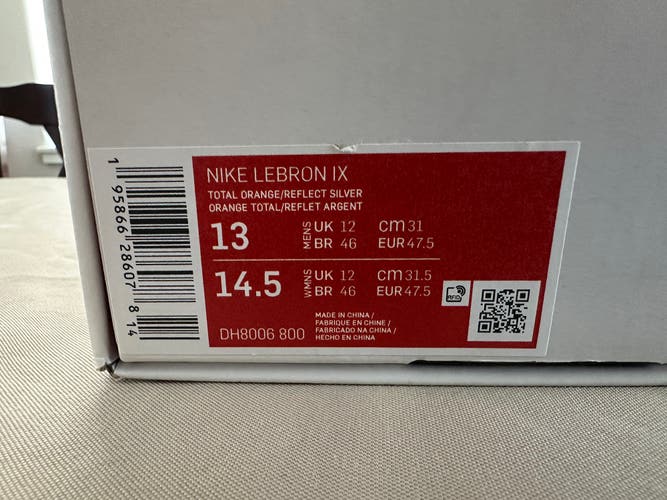 NIKE LEBRON IX
TOTAL ORANGE/REFLECT SILVER
ORANGE TOTAL/REFLET ARGENT
13 MENS UK 12 cm 31
BR 46 EUR 47.5
14.5 WMNS UK 12 cm 31.5
BR 46 EUR 47.5
RFID
DH8006 800
MADE IN CHINA /
FABRIQUE EN CHINE /
FABRICADO NA CHINA /
HECHO EN CHINA
1 95866 28607 8 14